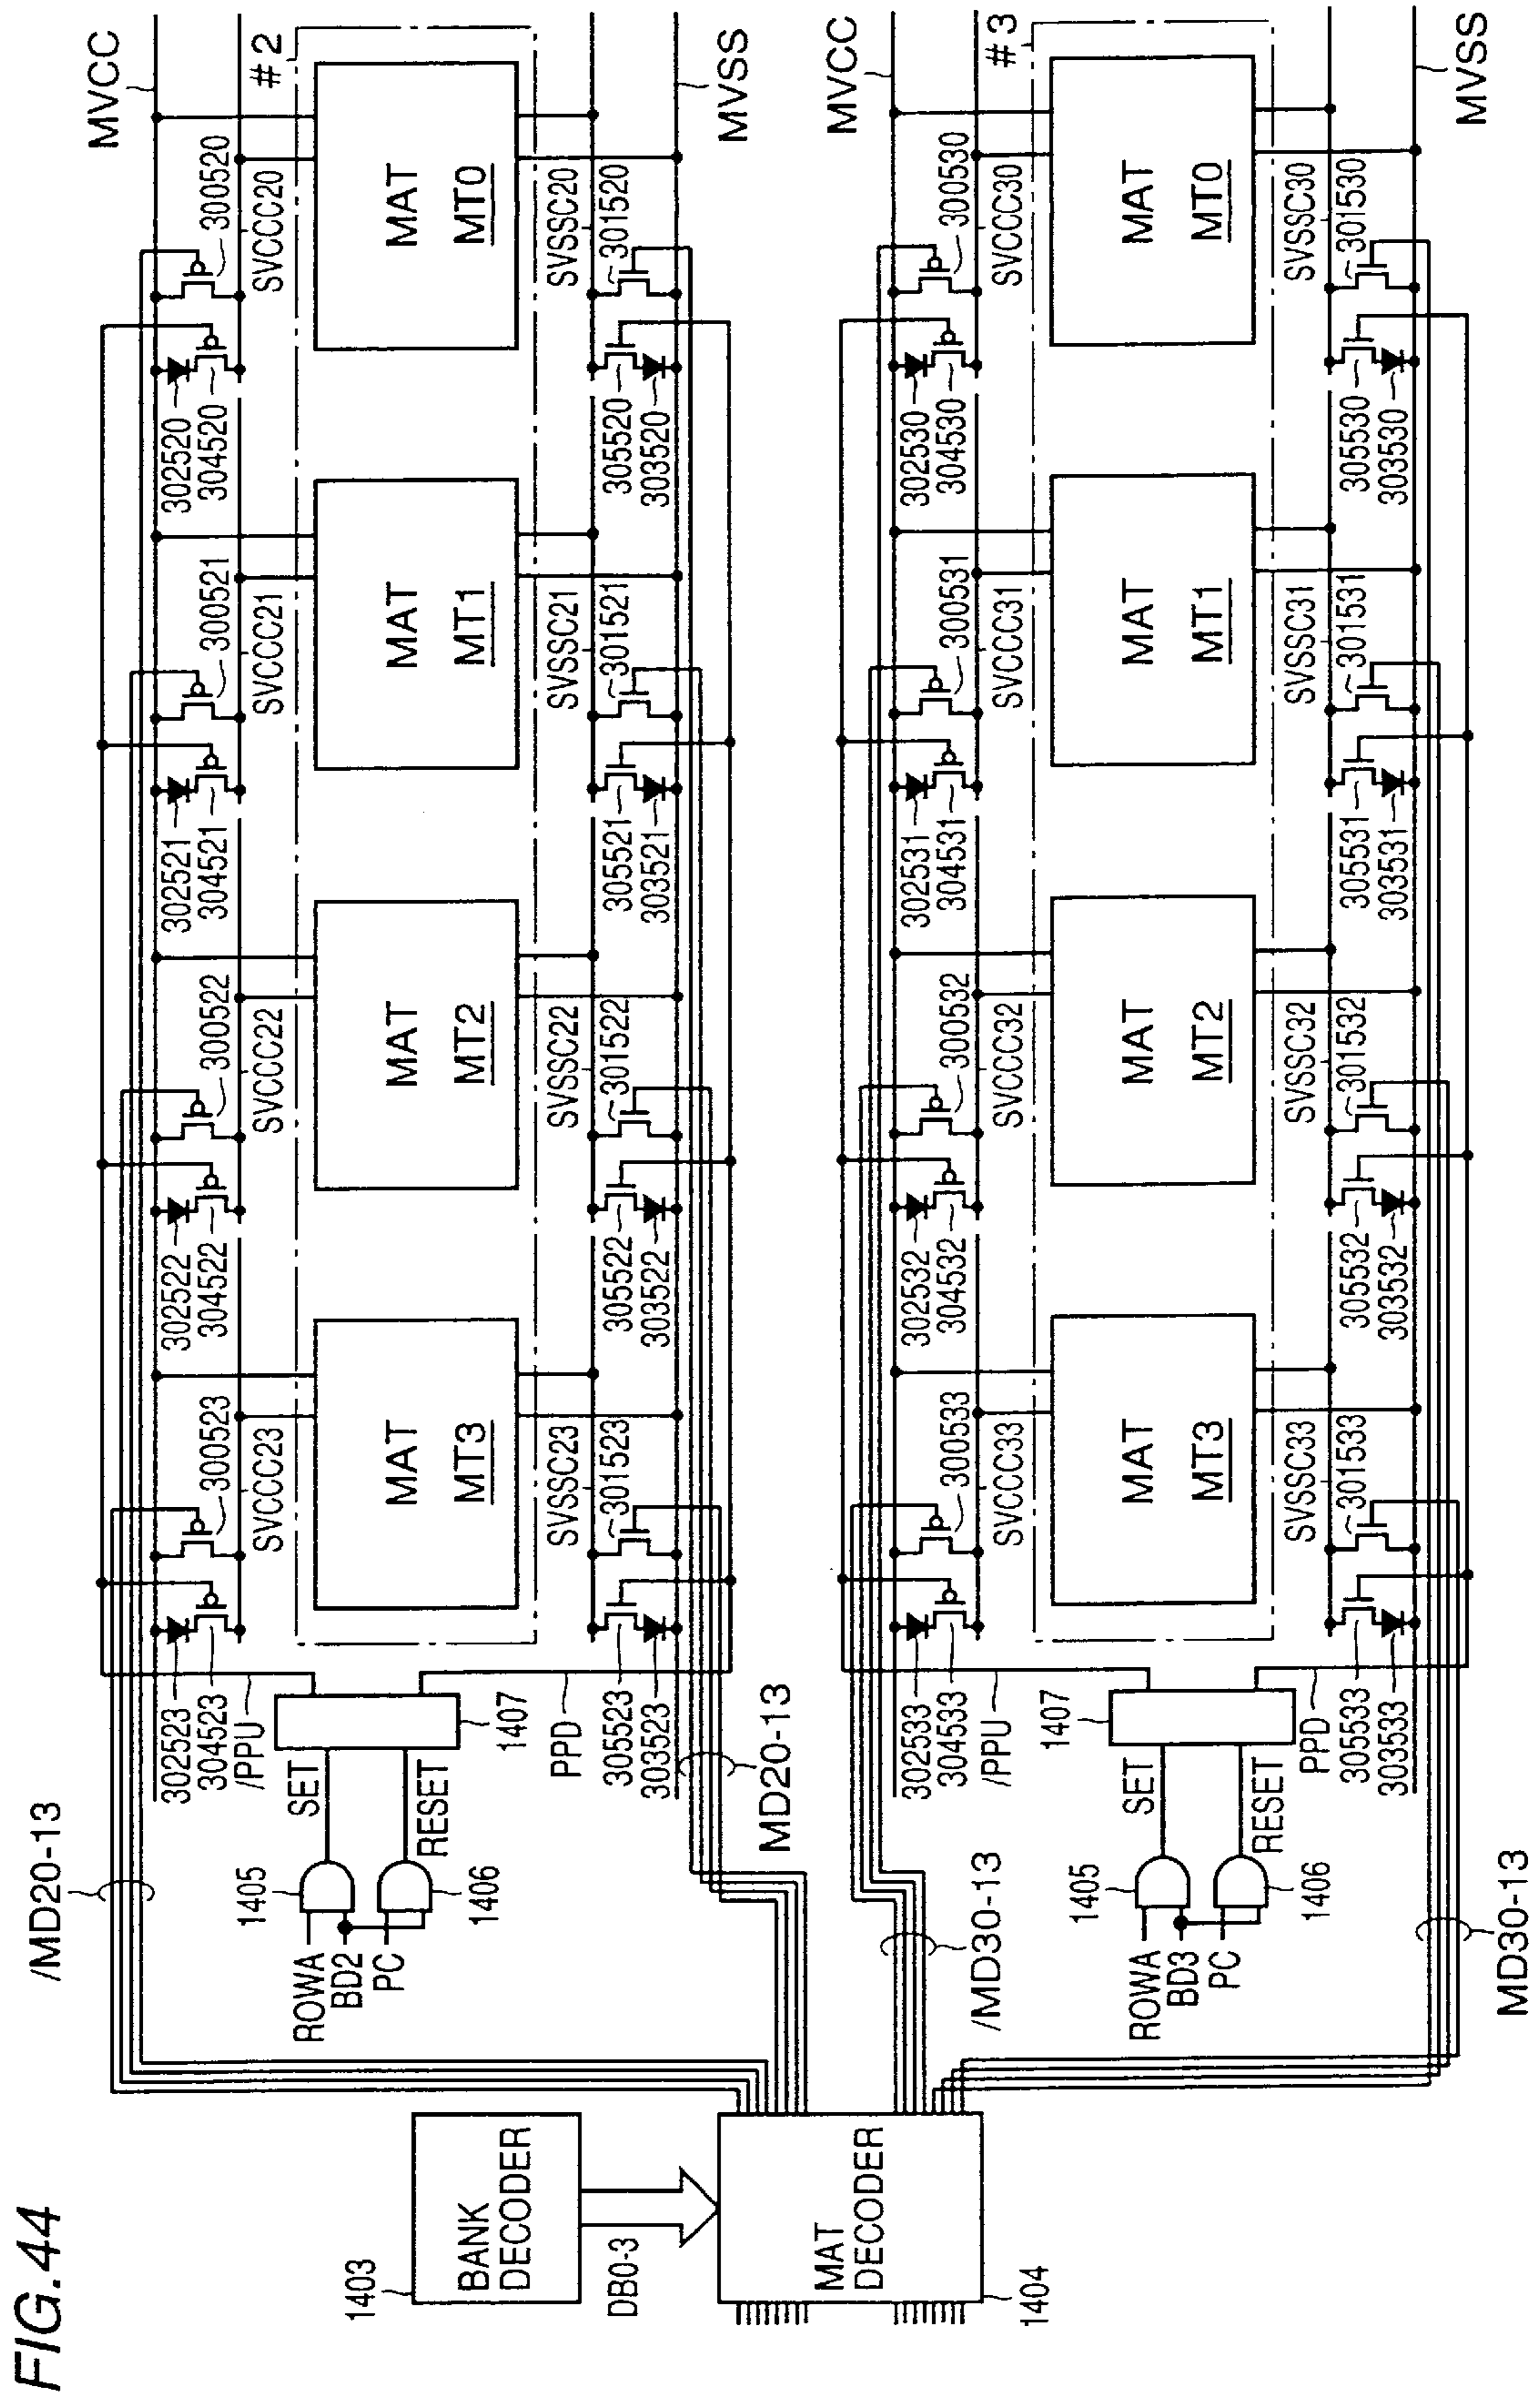 FIG.44
BANK
DECODER
1403
DB0-3
MAT
DECODER
1404
/MD20-13
ROWA
BD2
PC
1405
1406
SET
RESET
1407
/PPU
PPD
MD20-13
MVCC
#2
MVSS
302523
304523
300523
SVCCC23
MAT
MT3
SVSSC23
301523
305523
303523
302522
304522
300522
SVCCC22
MAT
MT2
SVSSC22
301522
305522
303522
302521
304521
300521
SVCCC21
MAT
MT1
SVSSC21
301521
305521
303521
302520
304520
300520
SVCCC20
MAT
MT0
SVSSC20
301520
305520
303520
/MD30-13
ROWA
BD3
PC
1405
1406
SET
RESET
1407
/PPU
PPD
MD30-13
MVCC
#3
MVSS
302533
304533
300533
SVCCC33
MAT
MT3
SVSSC33
301533
305533
303533
302532
304532
300532
SVCCC32
MAT
MT2
SVSSC32
301532
305532
303532
302531
304531
300531
SVCCC31
MAT
MT1
SVSSC31
301531
305531
303531
302530
304530
300530
SVCCC30
MAT
MT0
SVSSC30
301530
305530
303530